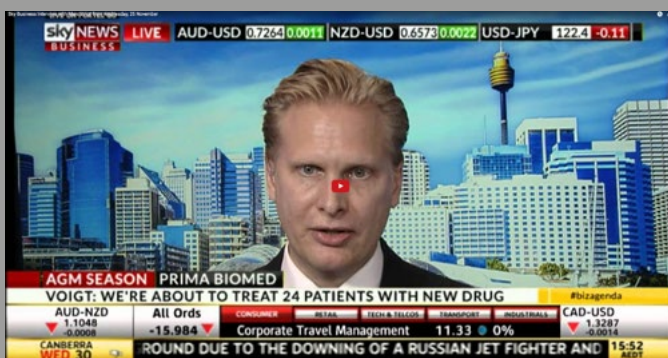 sky NEWS LIVE AUD-USD 0.7264 0.0011 NZD-USD 0.6573 0.0022 USD-JPY 122.4 -0.11
BUSINESS
AGM SEASON PRIMA BIOMED
VOIGT: WE'RE ABOUT TO TREAT 24 PATIENTS WITH NEW DRUG #bizagenda
AUD-NZD All Ords CONSUMER RETAIL TECH & TELCOS TRANSPORT INDUSTRIALS CAD-USD
1.1048 1.3287
-0.0008 -15.984 Corporate Travel Management 11.33 0% -0.0014
CANBERRA ROUND DUE TO THE DOWNING OF A RUSSIAN JET FIGHTER AND 15:52
WED 30 AEDT